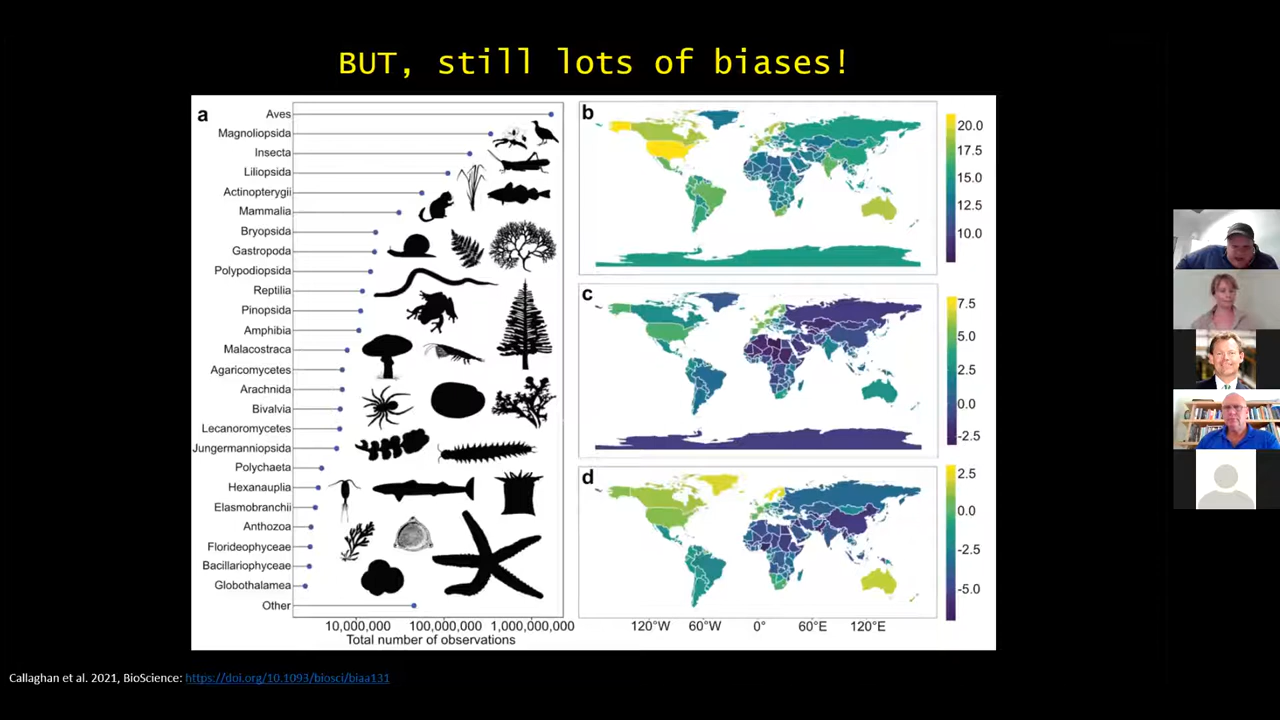 BUT, still lots of biases!
a
Aves
Magnoliopsida
Insecta
Liliopsida
Actinopterygii
Mammalia
Bryopsida
Gastropoda
Polypodiopsida
Reptilia
Pinopsida
Amphibia
Malacostraca
Agaricomycetes
Arachnida
Bivalvia
Lecanoromycetes
Jungermanniopsida
Polychaeta
Hexanauplia
Elasmobranchii
Anthozoa
Florideophyceae
Bacillariophyceae
Globothalamea
Other
10,000,000 100,000,000 1,000,000,000
Total number of observations
b
20.0
17.5
15.0
12.5
10.0
c
7.5
5.0
2.5
0.0
-2.5
d
2.5
0.0
-2.5
-5.0
120°W 60°W 0° 60°E 120°E
Callaghan et al. 2021, BioScience: https://doi.org/10.1093/biosci/biaa131